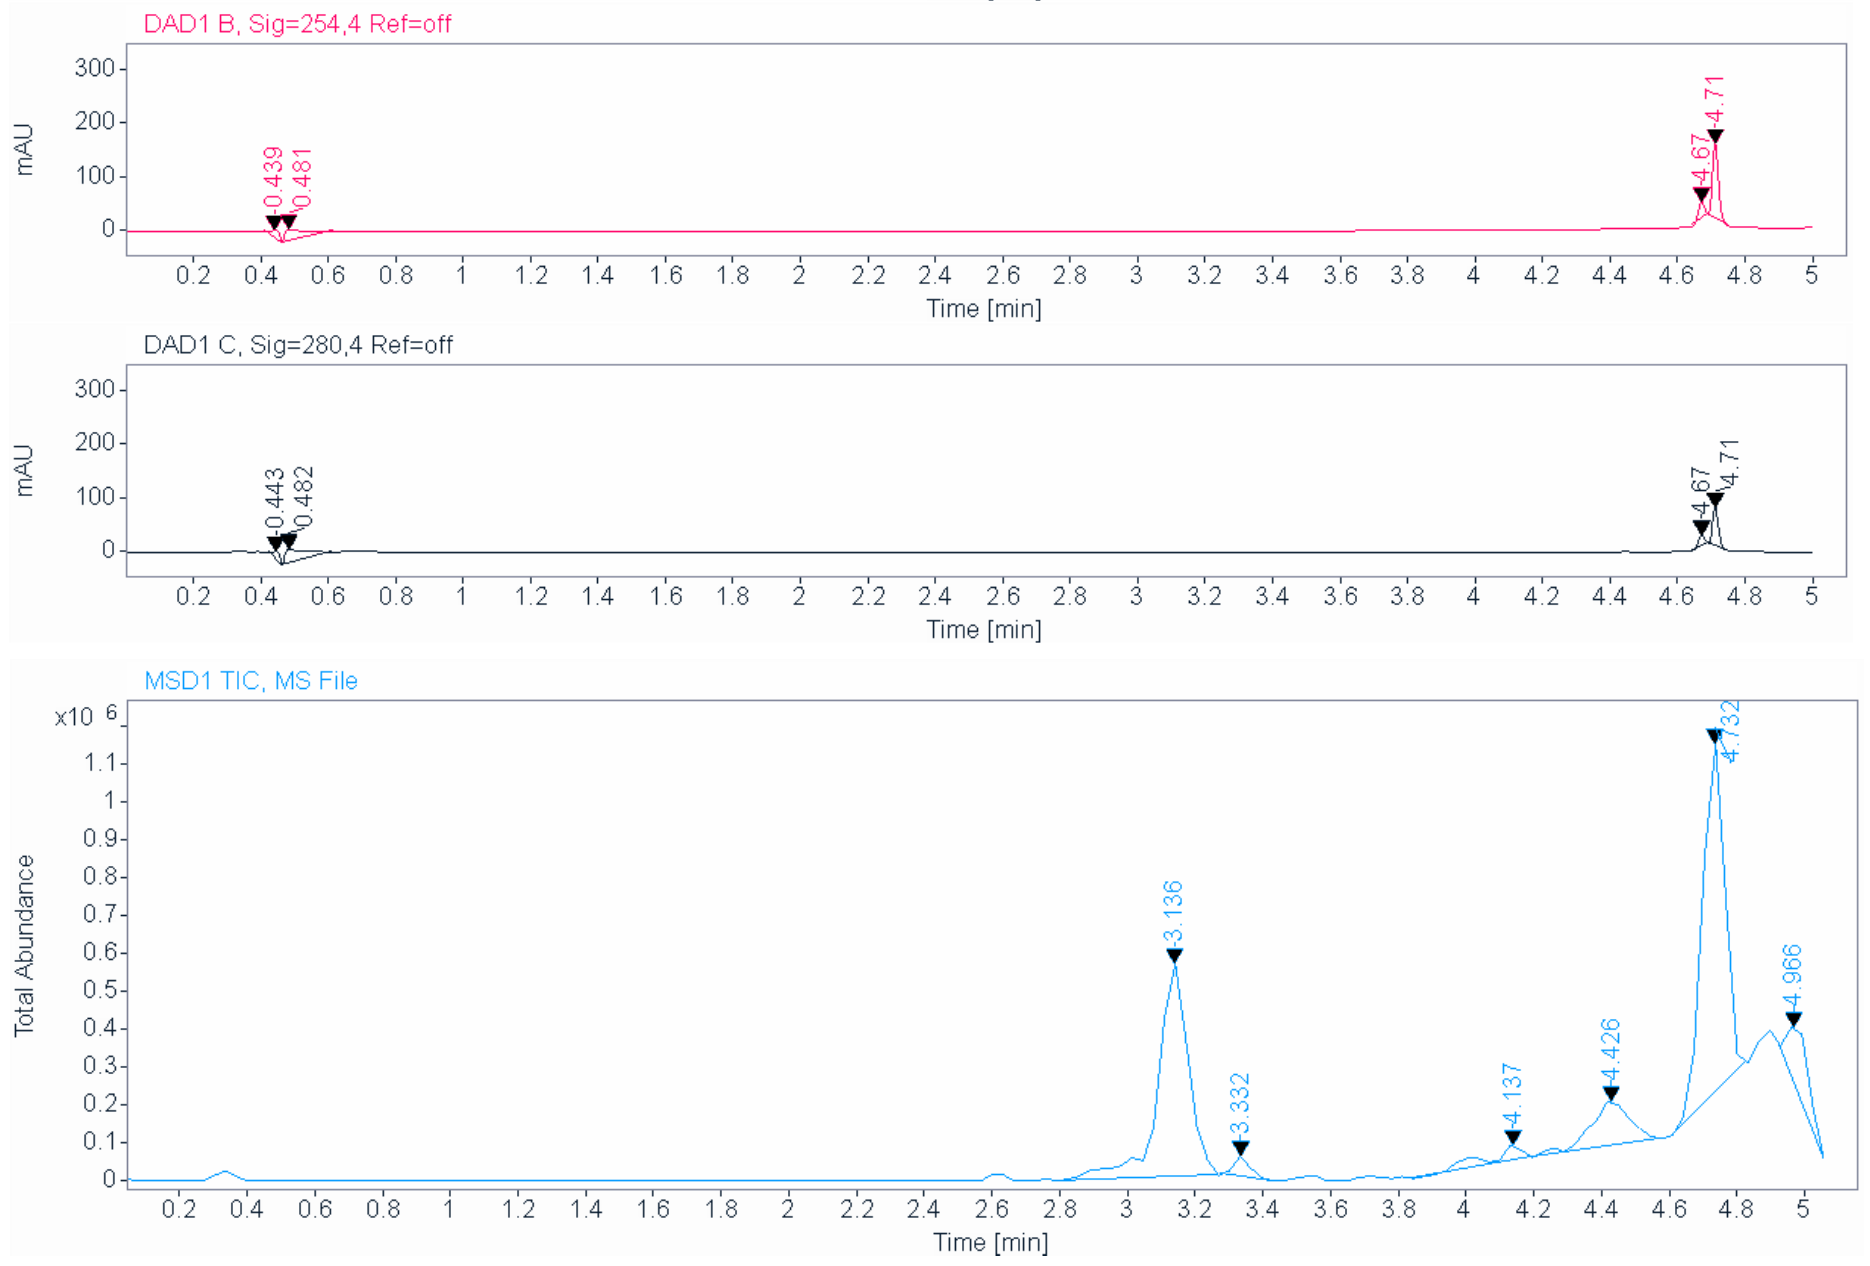 DAD1 B, Sig=254,4 Ref=off
300
200
100
0
mAU
0.439
0.481
4.67
4.71
0.2 0.4 0.6 0.8 1 1.2 1.4 1.6 1.8 2 2.2 2.4 2.6 2.8 3 3.2 3.4 3.6 3.8 4 4.2 4.4 4.6 4.8 5
Time [min]
DAD1 C, Sig=280,4 Ref=off
300
200
100
0
mAU
0.443
0.482
4.67
4.71
0.2 0.4 0.6 0.8 1 1.2 1.4 1.6 1.8 2 2.2 2.4 2.6 2.8 3 3.2 3.4 3.6 3.8 4 4.2 4.4 4.6 4.8 5
Time [min]
MSD1 TIC, MS File
x10 6
1.1
1
0.9
0.8
0.7
0.6
0.5
0.4
0.3
0.2
0.1
0
Total Abundance
3.136
3.332
4.137
4.426
4.732
4.966
0.2 0.4 0.6 0.8 1 1.2 1.4 1.6 1.8 2 2.2 2.4 2.6 2.8 3 3.2 3.4 3.6 3.8 4 4.2 4.4 4.6 4.8 5
Time [min]